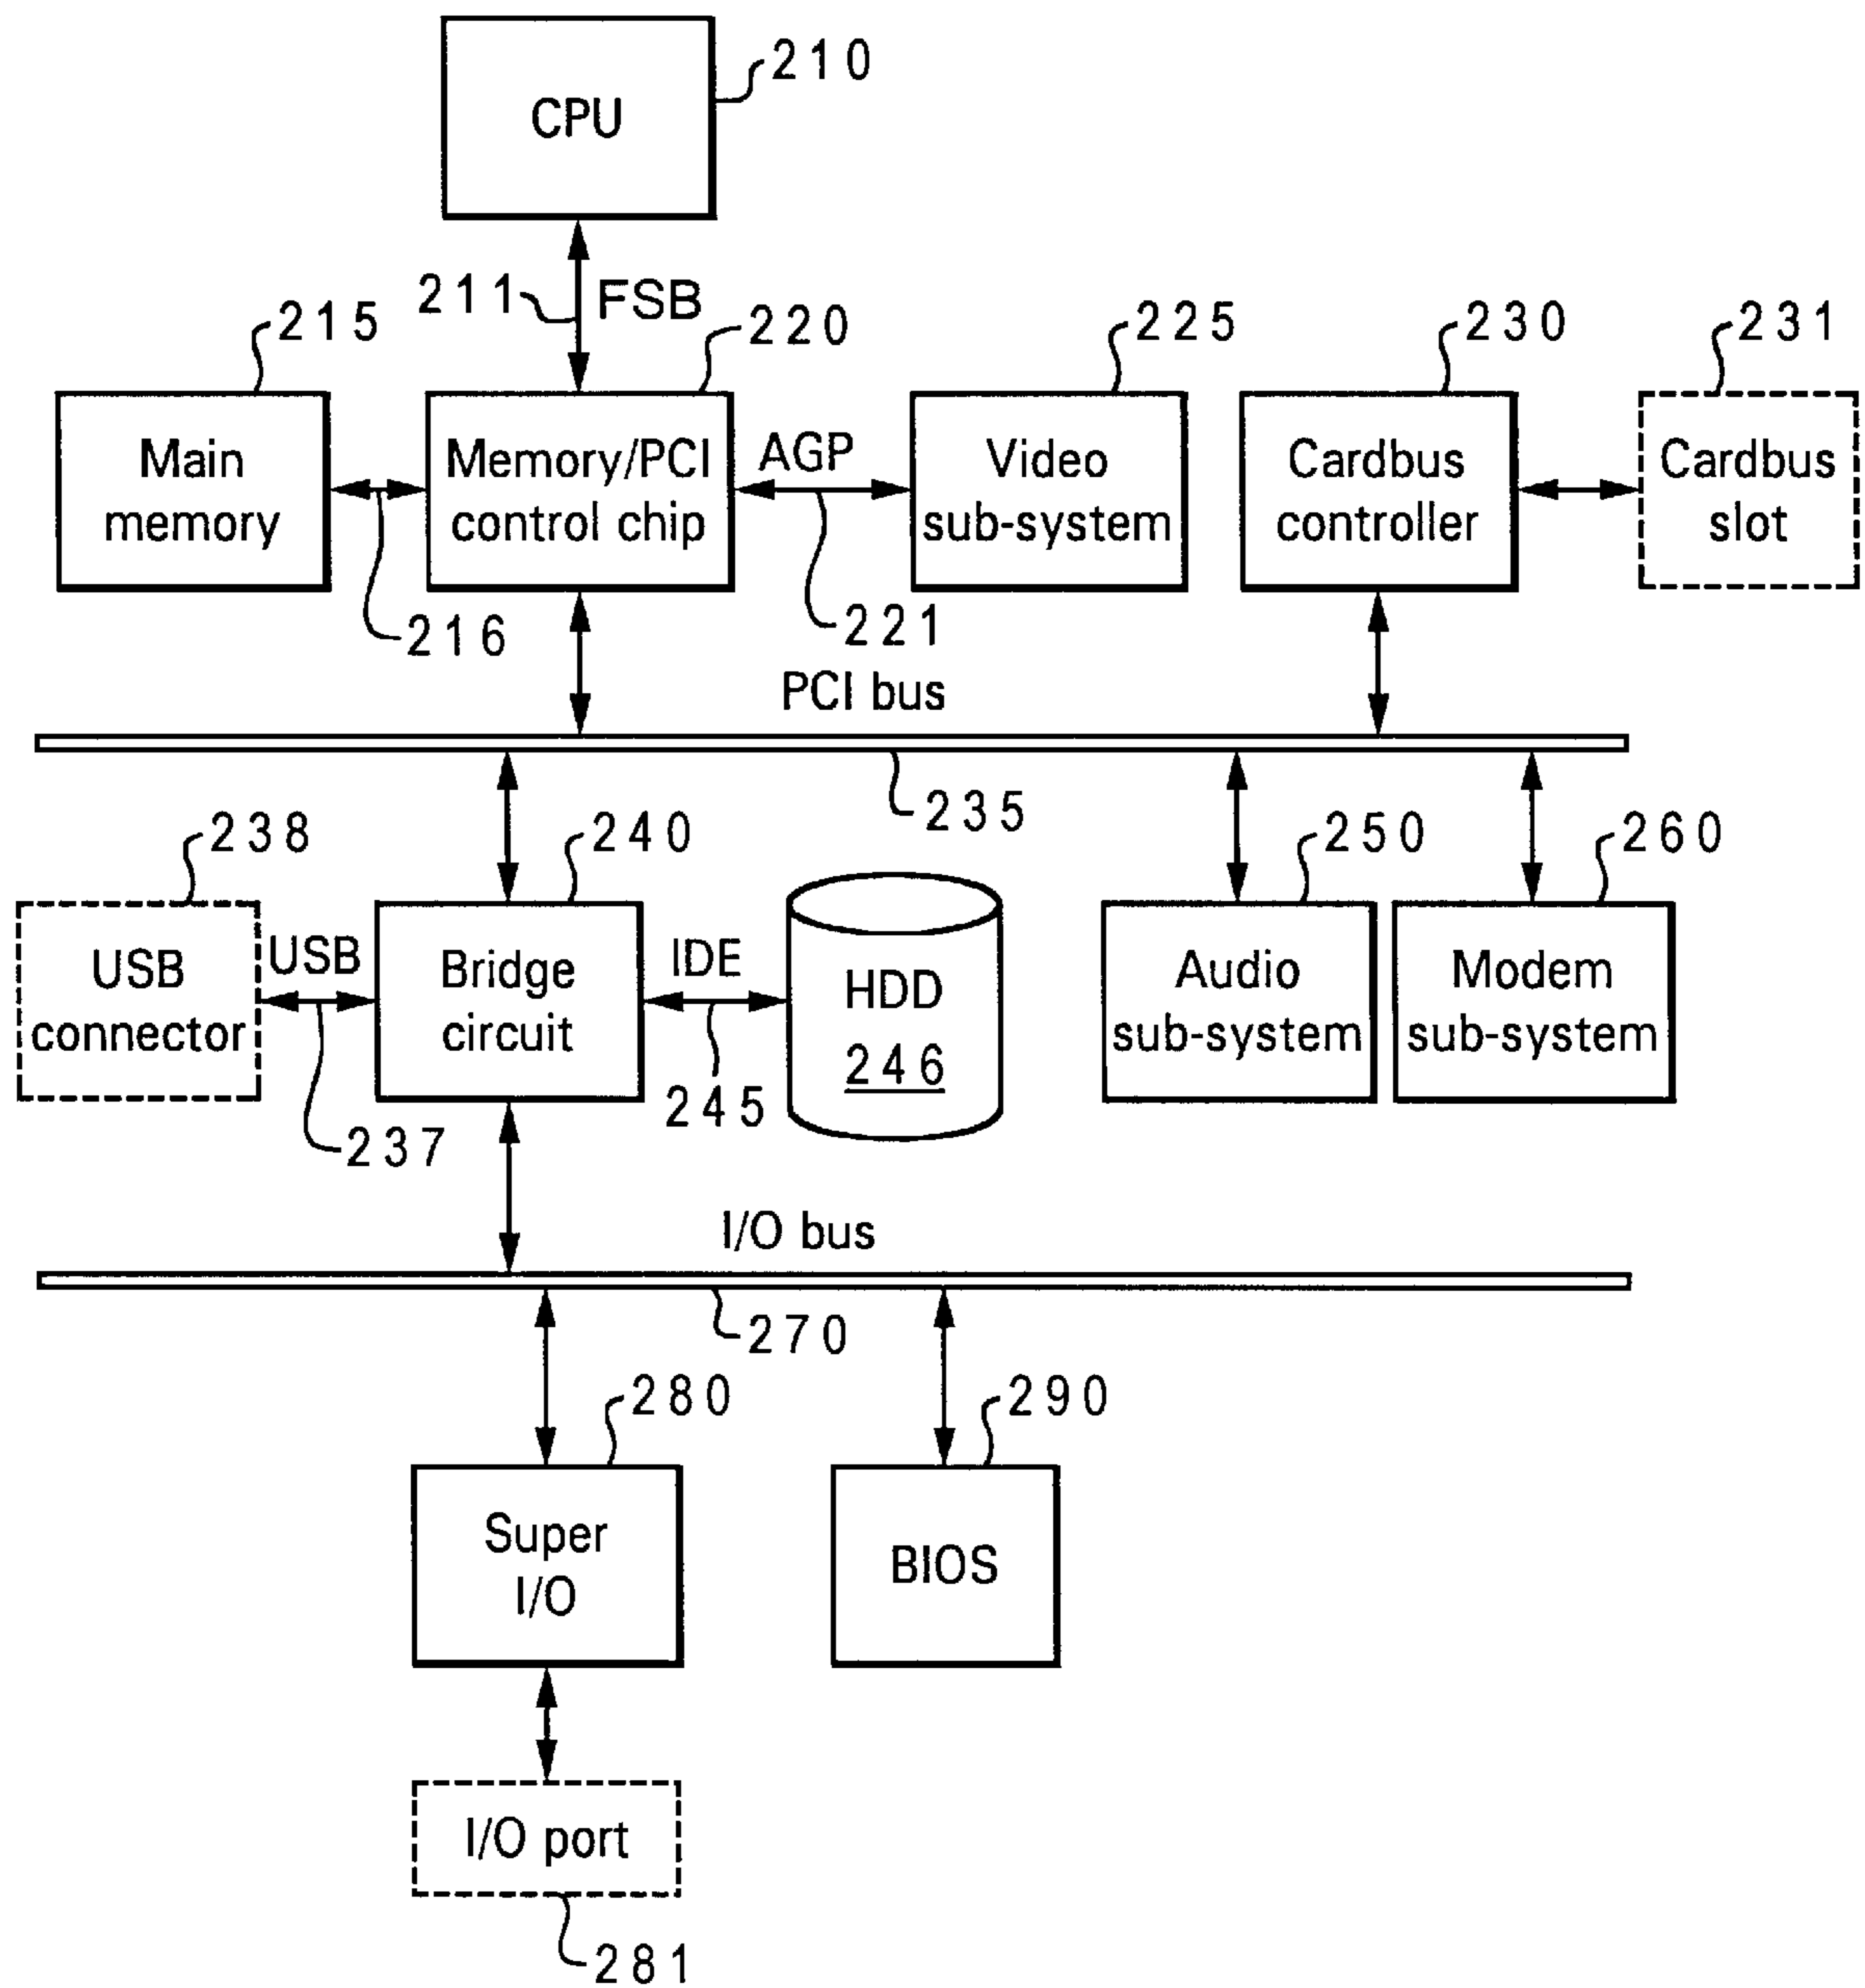 CPU
210
211
FSB
215
220
225
230
231
Main
memory
Memory/PCI
control chip
AGP
Video
sub-system
Cardbus
controller
Cardbus
slot
216
221
PCI bus
235
238
240
250
260
USB
connector
USB
Bridge
circuit
IDE
HDD
246
Audio
sub-system
Modem
sub-system
237
245
I/O bus
270
280
290
Super
I/O
BIOS
I/O port
281